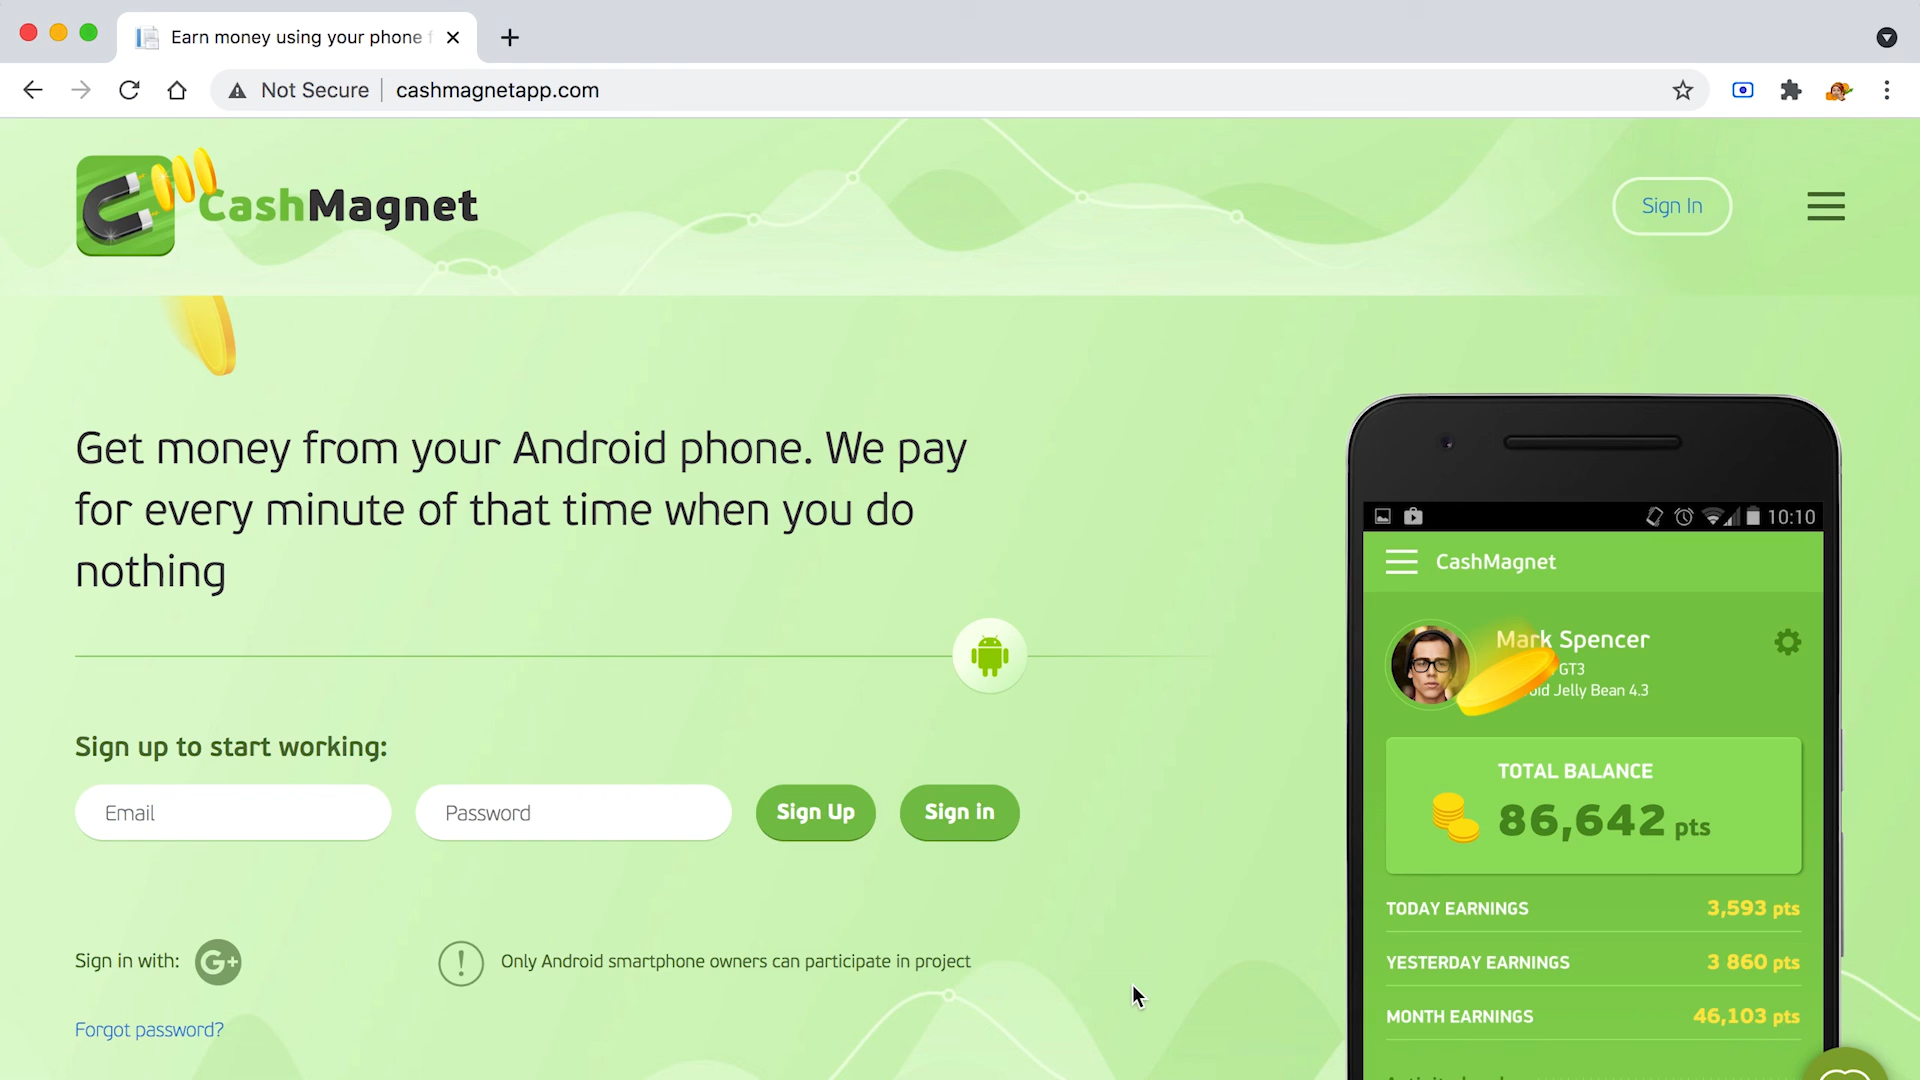 Earn money using your phone
Not Secure
cashmagnetapp.com
CashMagnet
Sign In
Get money from your Android phone. We pay
for every minute of that time when you do
nothing
Sign up to start working:
Email
Password
Sign Up
Sign in
Sign in with:
G+
Only Android smartphone owners can participate in project
Forgot password?
10:10
CashMagnet
Mark Spencer
GT3
Jelly Bean 4.3
TOTAL BALANCE
86,642 pts
TODAY EARNINGS
3,593 pts
YESTERDAY EARNINGS
3 860 pts
MONTH EARNINGS
46,103 pts